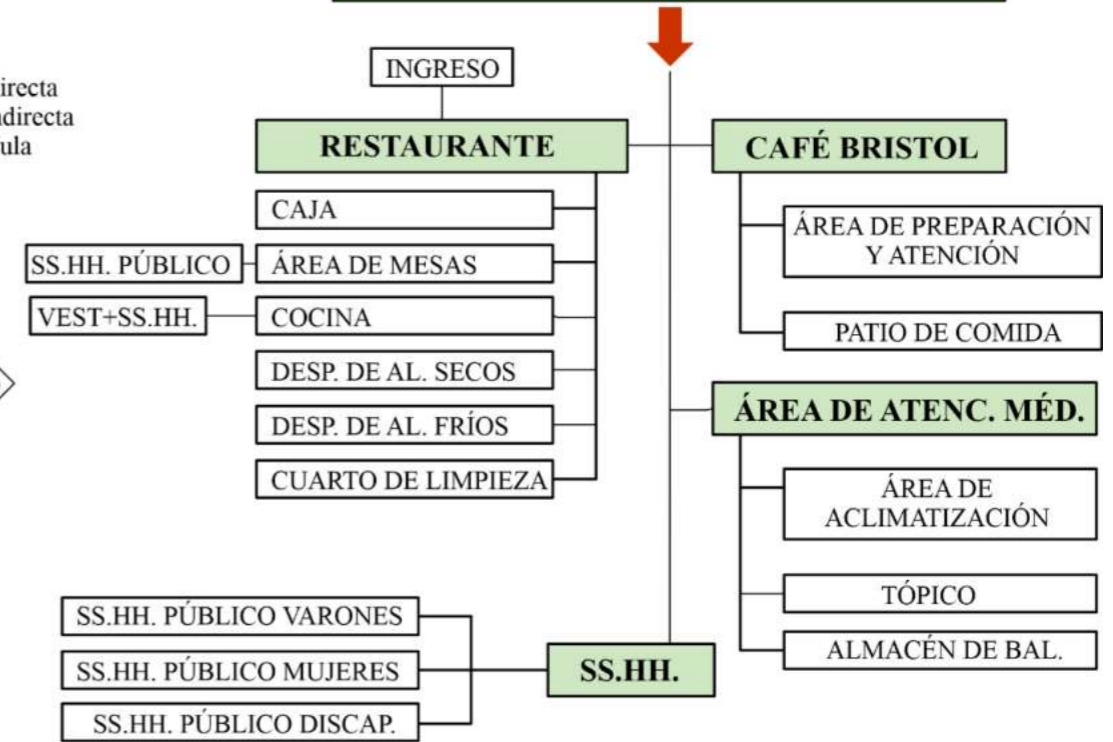 INGRESO
RESTAURANTE
CAJA
SS.HH. PÚBLICO
ÁREA DE MESAS
VEST+SS.HH.
COCINA
DESP. DE AL. SECOS
DESP. DE AL. FRÍOS
CUARTO DE LIMPIEZA
CAFÉ BRISTOL
ÁREA DE PREPARACIÓN
Y ATENCIÓN
PATIO DE COMIDA
ÁREA DE ATENC. MÉD.
ÁREA DE
ACLIMATIZACIÓN
TÓPICO
ALMACÉN DE BAL.
SS.HH.
SS.HH. PÚBLICO VARONES
SS.HH. PÚBLICO MUJERES
SS.HH. PÚBLICO DISCAP.